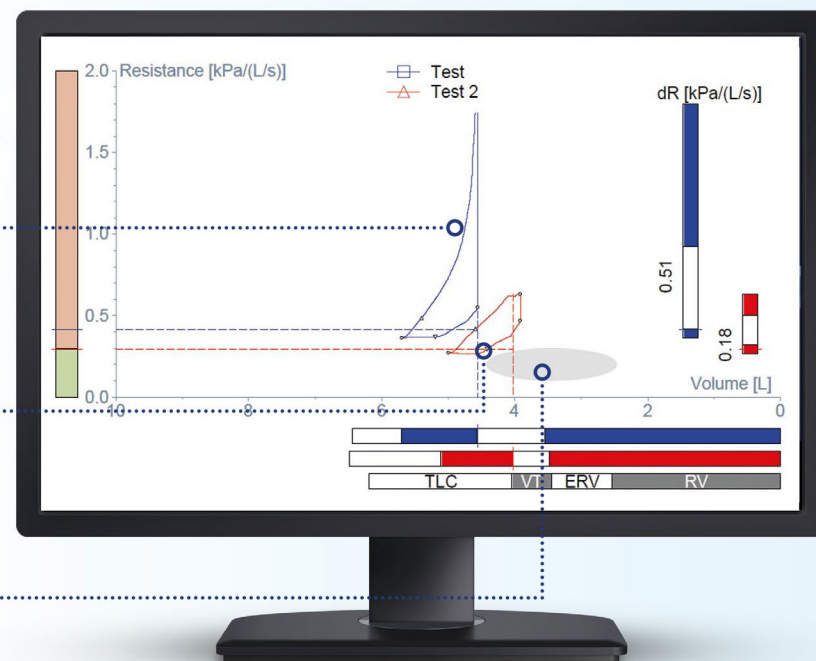 2.0
Resistance [kPa/(L/s)]
Test
Test 2
dR [kPa/(L/s)]
1.5
1.0
0.51
0.5
0.18
0.0
Volume [L]
10
8
6
4
2
0
TLC
VT
ERV
RV